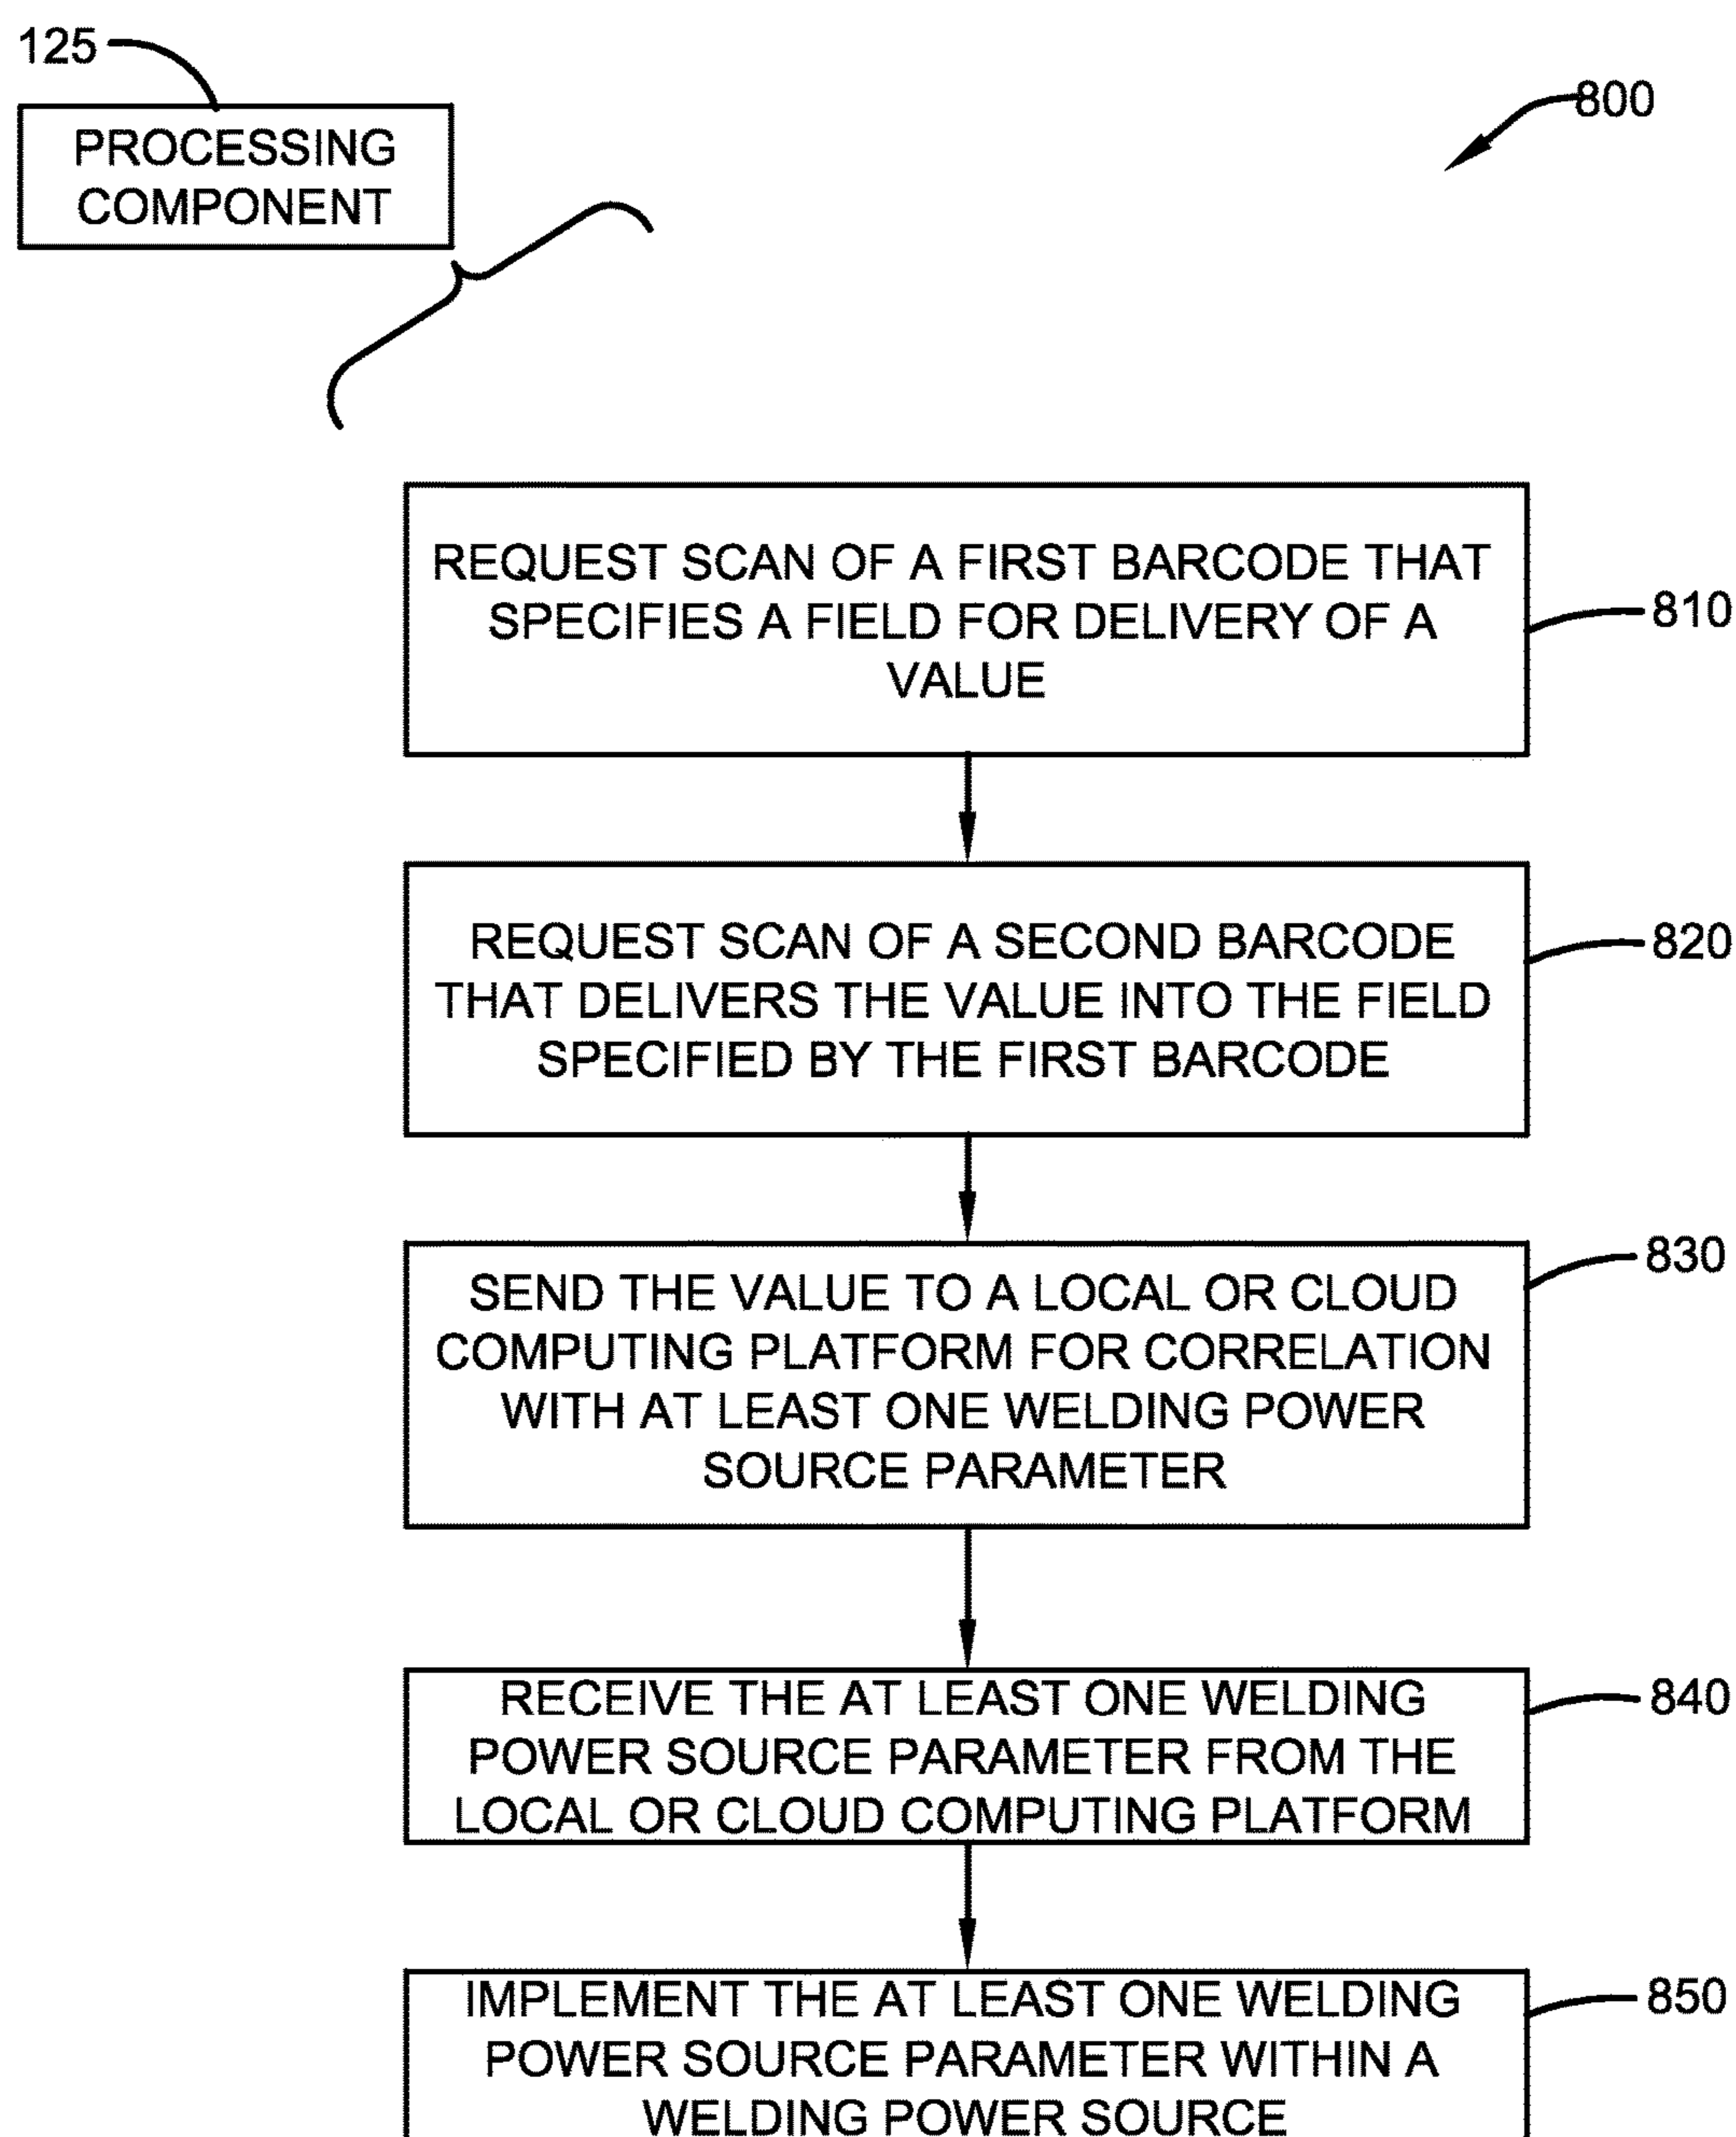 125
800
PROCESSING
COMPONENT
REQUEST SCAN OF A FIRST BARCODE THAT
SPECIFIES A FIELD FOR DELIVERY OF A
VALUE
810
REQUEST SCAN OF A SECOND BARCODE
THAT DELIVERS THE VALUE INTO THE FIELD
SPECIFIED BY THE FIRST BARCODE
820
SEND THE VALUE TO A LOCAL OR CLOUD
COMPUTING PLATFORM FOR CORRELATION
WITH AT LEAST ONE WELDING POWER
SOURCE PARAMETER
830
RECEIVE THE AT LEAST ONE WELDING
POWER SOURCE PARAMETER FROM THE
LOCAL OR CLOUD COMPUTING PLATFORM
840
IMPLEMENT THE AT LEAST ONE WELDING
POWER SOURCE PARAMETER WITHIN A
WELDING POWER SOURCE
850